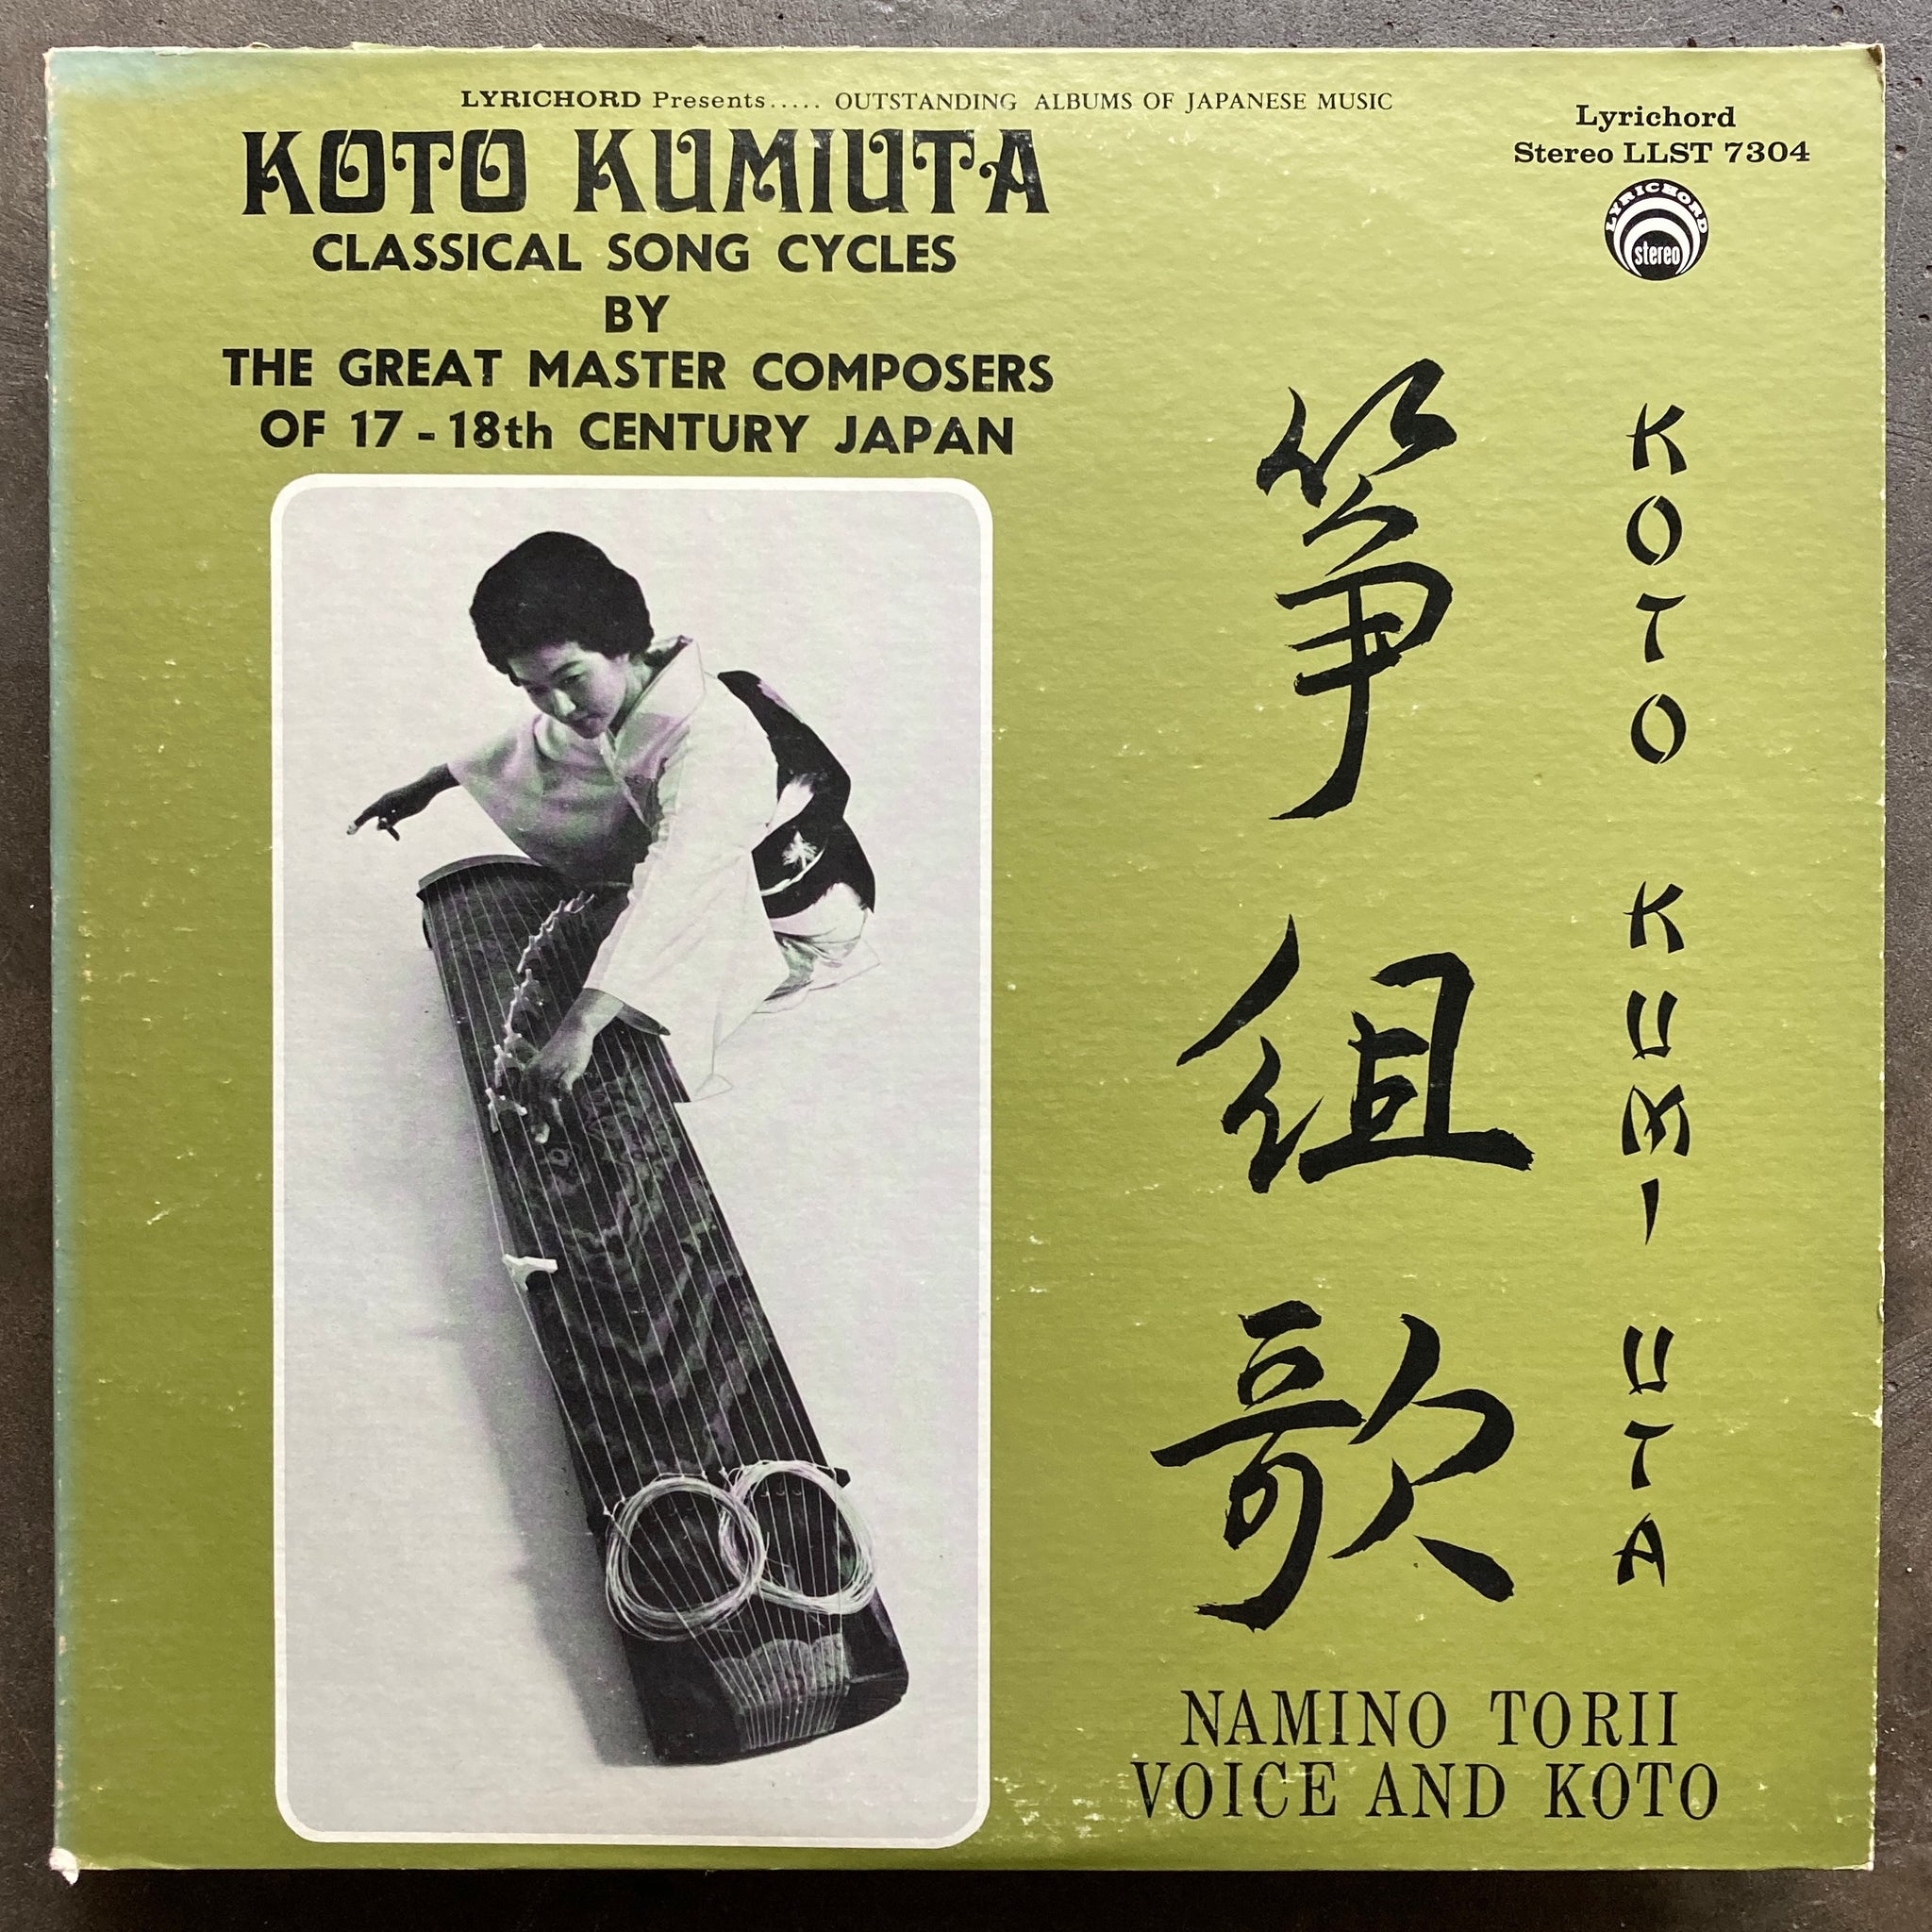 LYRICHORD Presents..... OUTSTANDING ALBUMS OF JAPANESE MUSIC
KOTO KUMIUTA
CLASSICAL SONG CYCLES
BY
THE GREAT MASTER COMPOSERS
OF 17 - 18th CENTURY JAPAN
Lyrichord
Stereo LLST 7304
LYRICHORD
stereo
箏組歌
KOTO KUMI UTA
NAMINO TORII
VOICE AND KOTO